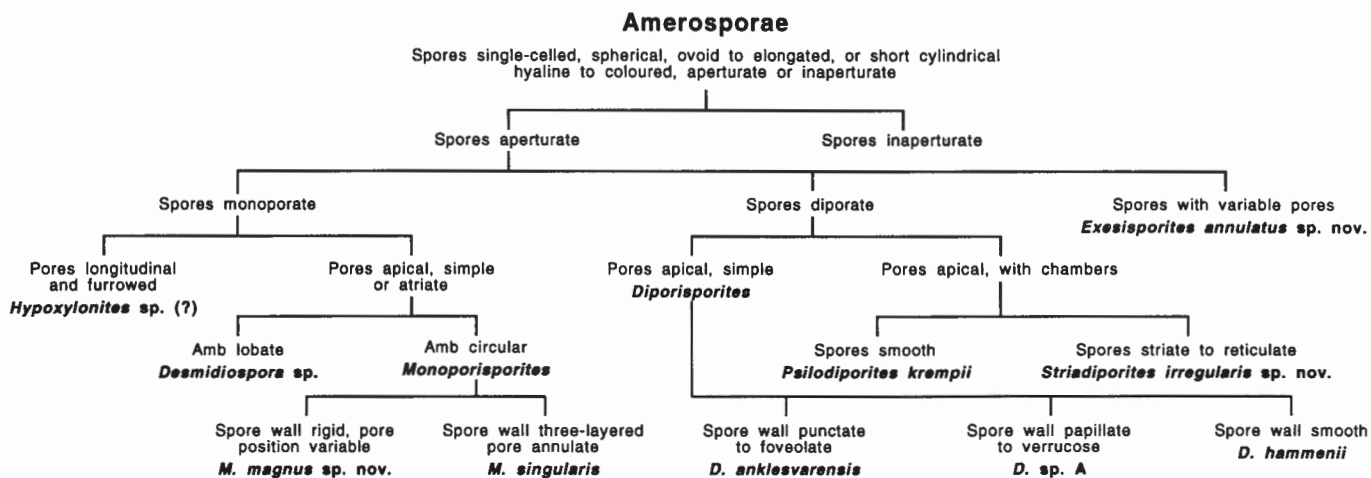 Amerosporae
Spores single-celled, spherical, ovoid to elongated, or short cylindrical
hyaline to coloured, aperturate or inaperturate
Spores aperturate
Spores inaperturate
Spores monoporate
Spores diporate
Spores with variable pores
Exesisporites annulatus sp. nov.
Pores longitudinal
and furrowed
Hypoxylonites sp. (?)
Pores apical, simple
or atriate
Pores apical, simple
Diporisporites
Pores apical, with chambers
Amb lobate
Desmidiospora sp.
Amb circular
Monoporisporites
Spores smooth
Psilodiporites krempii
Spores striate to reticulate
Striadiporites irregularis sp. nov.
Spore wall rigid, pore
position variable
M. magnus sp. nov.
Spore wall three-layered
pore annulate
M. singularis
Spore wall punctate
to foveolate
D. anklesvarensis
Spore wall papillate
to verrucose
D. sp. A
Spore wall smooth
D. hammenii